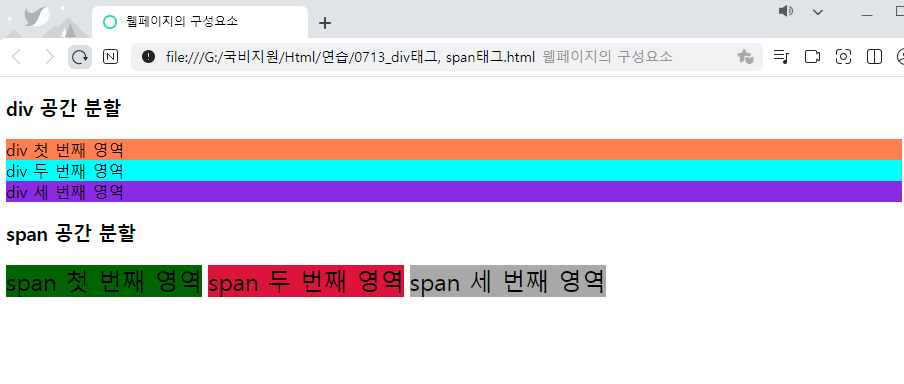 웹페이지의 구성요소
file:///G:/국비지원/Html/연습/0713_div태그, span태그.html 웹페이지의 구성요소
div 공간 분할
div 첫 번째 영역
div 두 번째 영역
div 세 번째 영역
span 공간 분할
span 첫 번째 영역 span 두 번째 영역 span 세 번째 영역